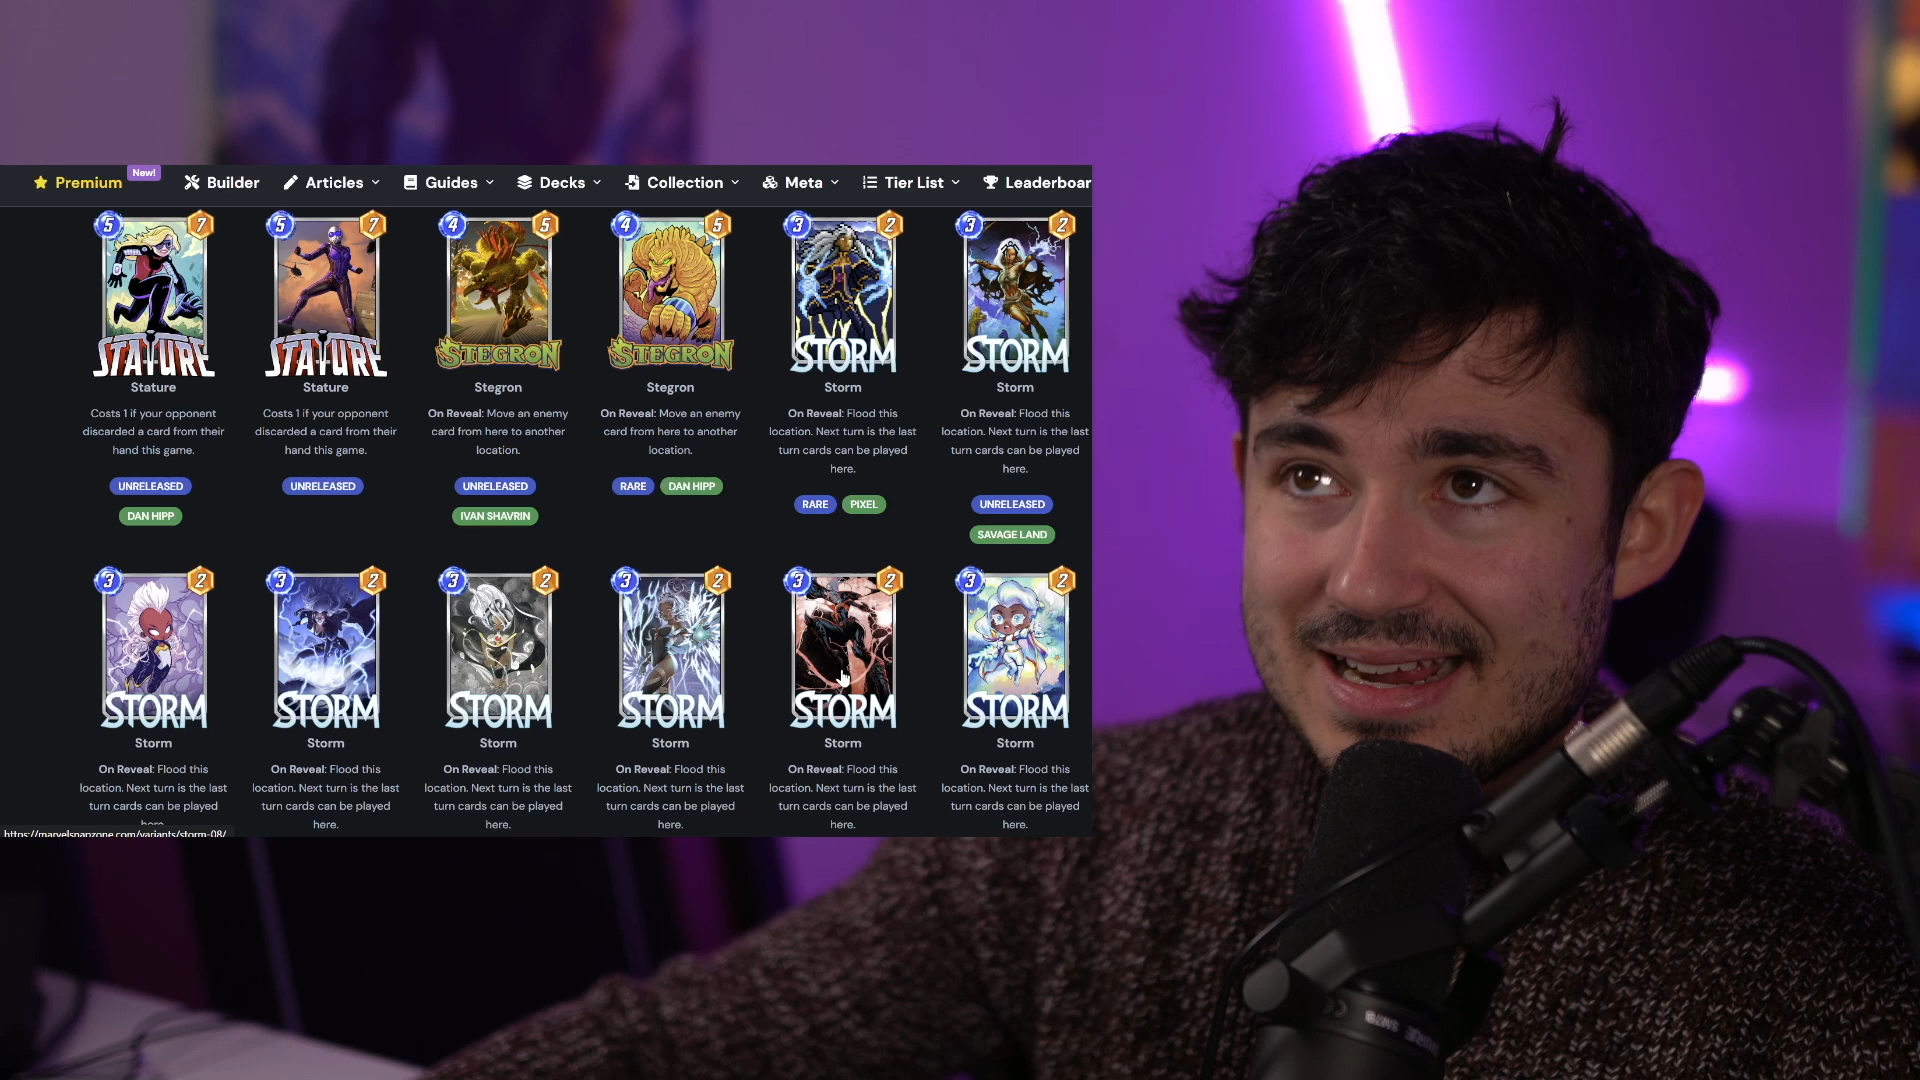 Premium
New!
Builder
Articles
Guides
Decks
Collection
Meta
Tier List
Leaderboar
5 7
5 7
4 5
4 5
3 2
3 2
STATURE
STATURE
STEGRON
STEGRON
STORM
STORM
Stature
Costs 1 if your opponent
discarded a card from their
hand this game.
UNRELEASED
DAN HIPP
Stature
Costs 1 if your opponent
discarded a card from their
hand this game.
UNRELEASED
Stegron
On Reveal: Move an enemy
card from here to another
location.
UNRELEASED
IVAN SHAVRIN
Stegron
On Reveal: Move an enemy
card from here to another
location.
RARE DAN HIPP
Storm
On Reveal: Flood this
location. Next turn is the last
turn cards can be played
here.
RARE PIXEL
Storm
On Reveal: Flood this
location. Next turn is the last
turn cards can be played
here.
UNRELEASED
SAVAGE LAND
3 2
STORM
Storm
On Reveal: Flood this
location. Next turn is the last
turn cards can be played
here.
3 2
STORM
Storm
On Reveal: Flood this
location. Next turn is the last
turn cards can be played
here.
3 2
STORM
Storm
On Reveal: Flood this
location. Next turn is the last
turn cards can be played
here.
3 2
STORM
Storm
On Reveal: Flood this
location. Next turn is the last
turn cards can be played
here.
3 2
STORM
Storm
On Reveal: Flood this
location. Next turn is the last
turn cards can be played
here.
3 2
STORM
Storm
On Reveal: Flood this
location. Next turn is the last
turn cards can be played
here.
https://marvelsnapzone.com/variants/storm-08/